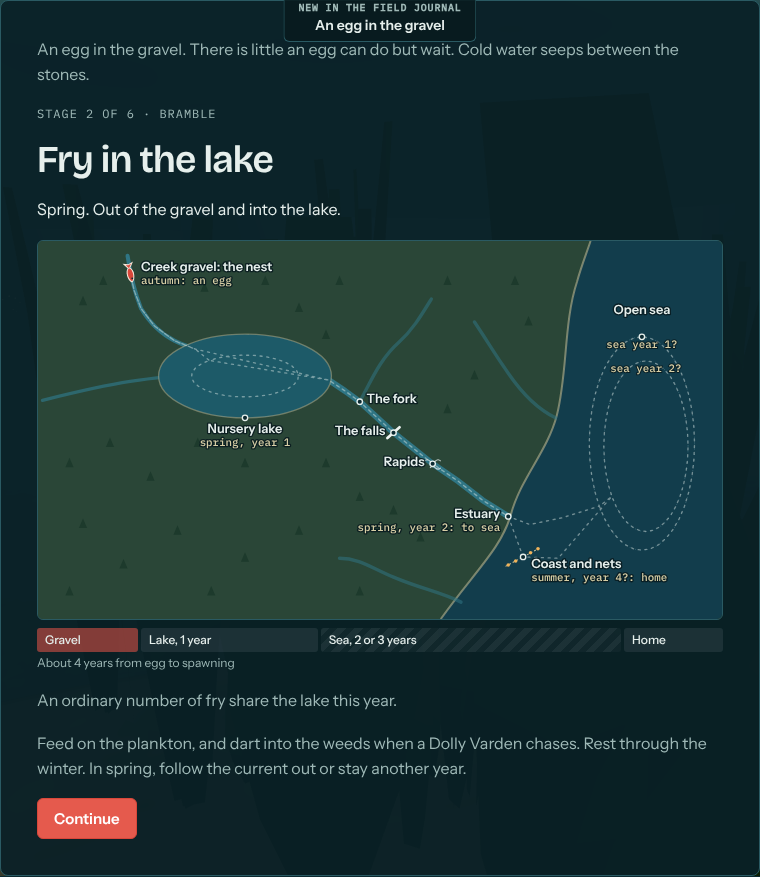 NEW IN THE FIELD JOURNAL
An egg in the gravel
An egg in the gravel. There is little an egg can do but wait. Cold water seeps between the
stones.
STAGE 2 OF 6 · BRAMBLE
Fry in the lake
Spring. Out of the gravel and into the lake.
Creek gravel: the nest
autumn: an egg
Open sea
sea year 1?
sea year 2?
The fork
Nursery lake
spring, year 1
The falls
Rapids
Estuary
spring, year 2: to sea
Coast and nets
summer, year 4?: home
Gravel
Lake, 1 year
Sea, 2 or 3 years
Home
About 4 years from egg to spawning
An ordinary number of fry share the lake this year.
Feed on the plankton, and dart into the weeds when a Dolly Varden chases. Rest through the
winter. In spring, follow the current out or stay another year.
Continue